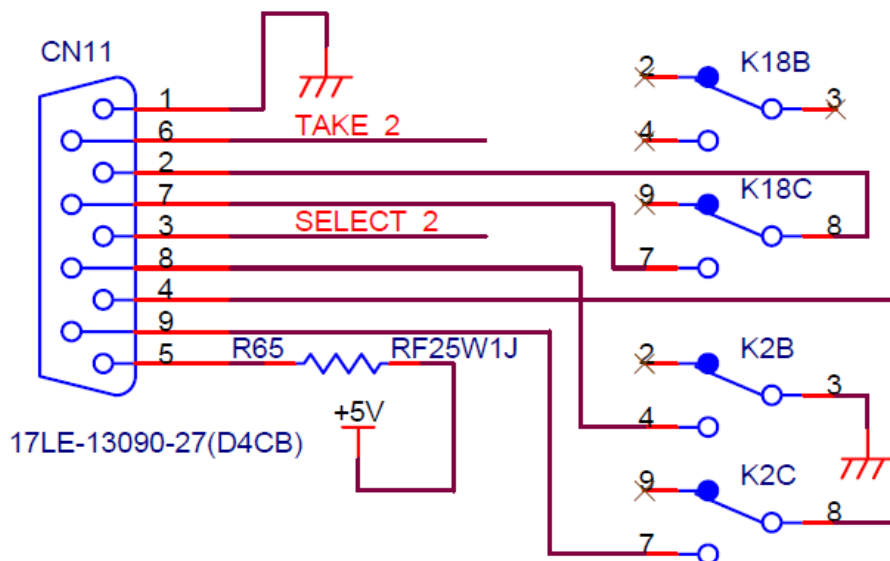 CN11
2
K18B
3
1
TAKE 2
6
4
2
7
9
K18C
8
SELECT 2
3
7
8
4
9
R65
RF25W1J
5
2
K2B
3
+5V
4
17LE-13090-27(D4CB)
9
K2C
8
7